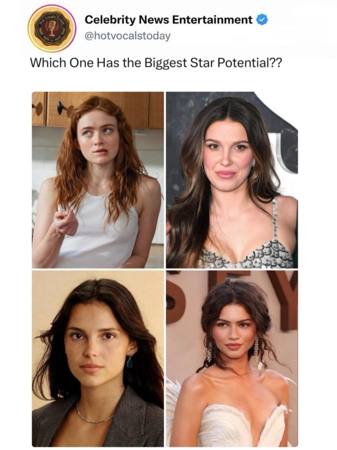 Celebrity News Entertainment
@hotvocalstoday
Which One Has the Biggest Star Potential??